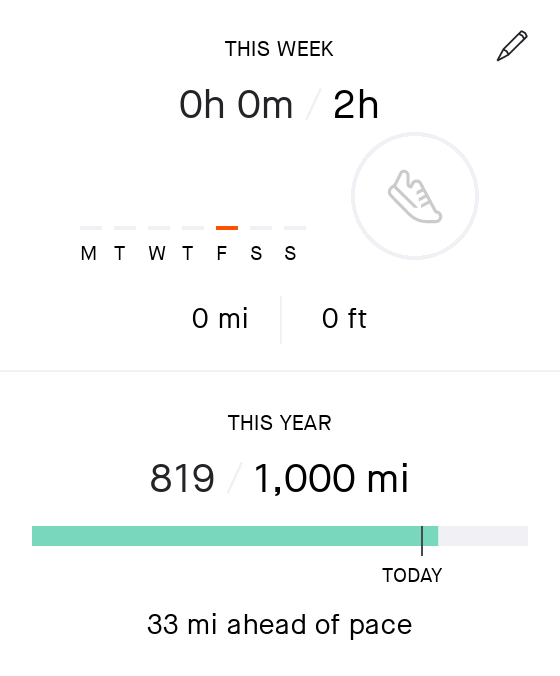 THIS WEEK
0h 0m / 2h
M T W T F S S
0 mi 0 ft
THIS YEAR
819 / 1,000 mi
TODAY
33 mi ahead of pace